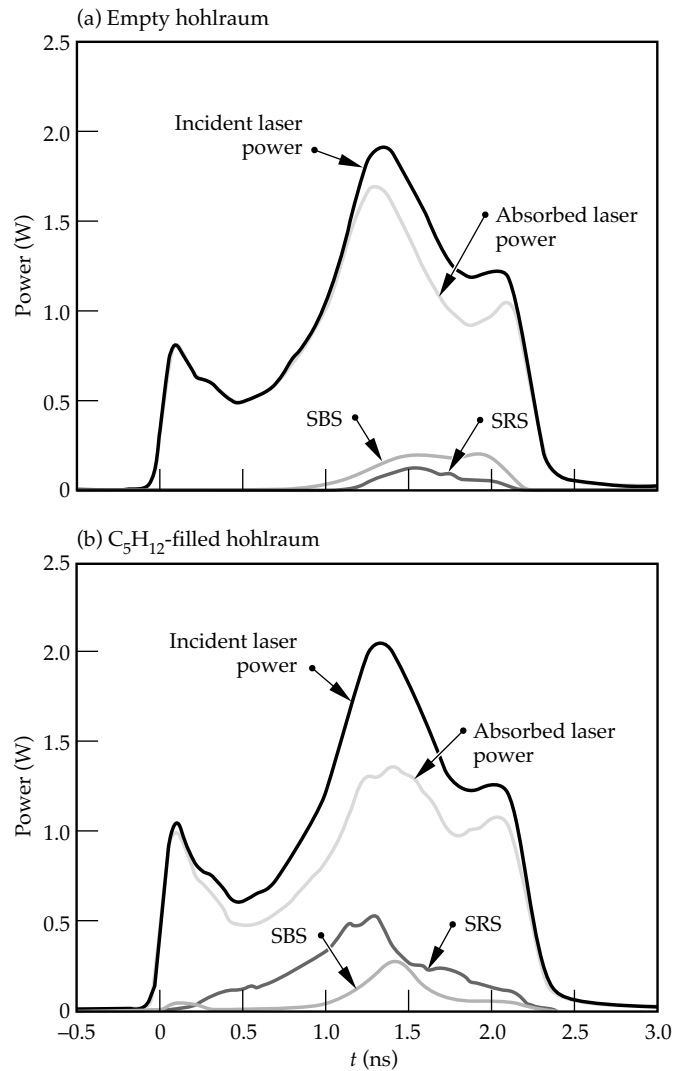 (a) Empty hohlraum
2.5
2.0
1.5
1.0
0.5
0
Power (W)
Incident laser
power
Absorbed laser
power
SBS
SRS
(b) C₅H₁₂-filled hohlraum
2.5
2.0
1.5
1.0
0.5
0
Power (W)
Incident laser
power
Absorbed laser
power
SBS
SRS
–0.5 0 0.5 1.0 1.5 2.0 2.5 3.0
t (ns)